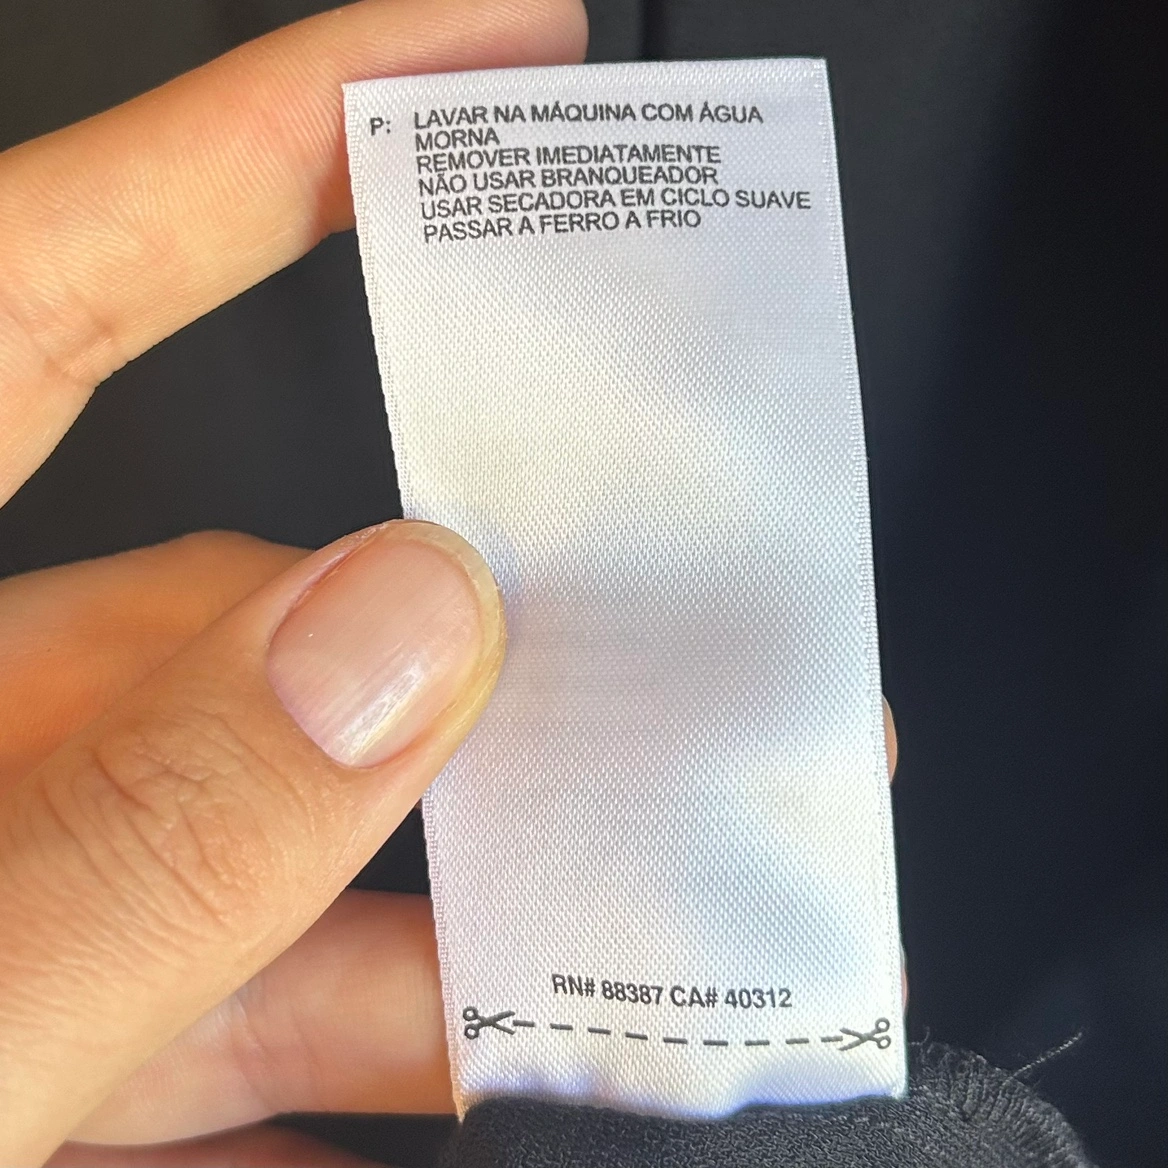 P: LAVAR NA MÁQUINA COM ÁGUA
MORNA
REMOVER IMEDIATAMENTE
NÃO USAR BRANQUEADOR
USAR SECADORA EM CICLO SUAVE
PASSAR A FERRO A FRIO
RN# 88387 CA# 40312